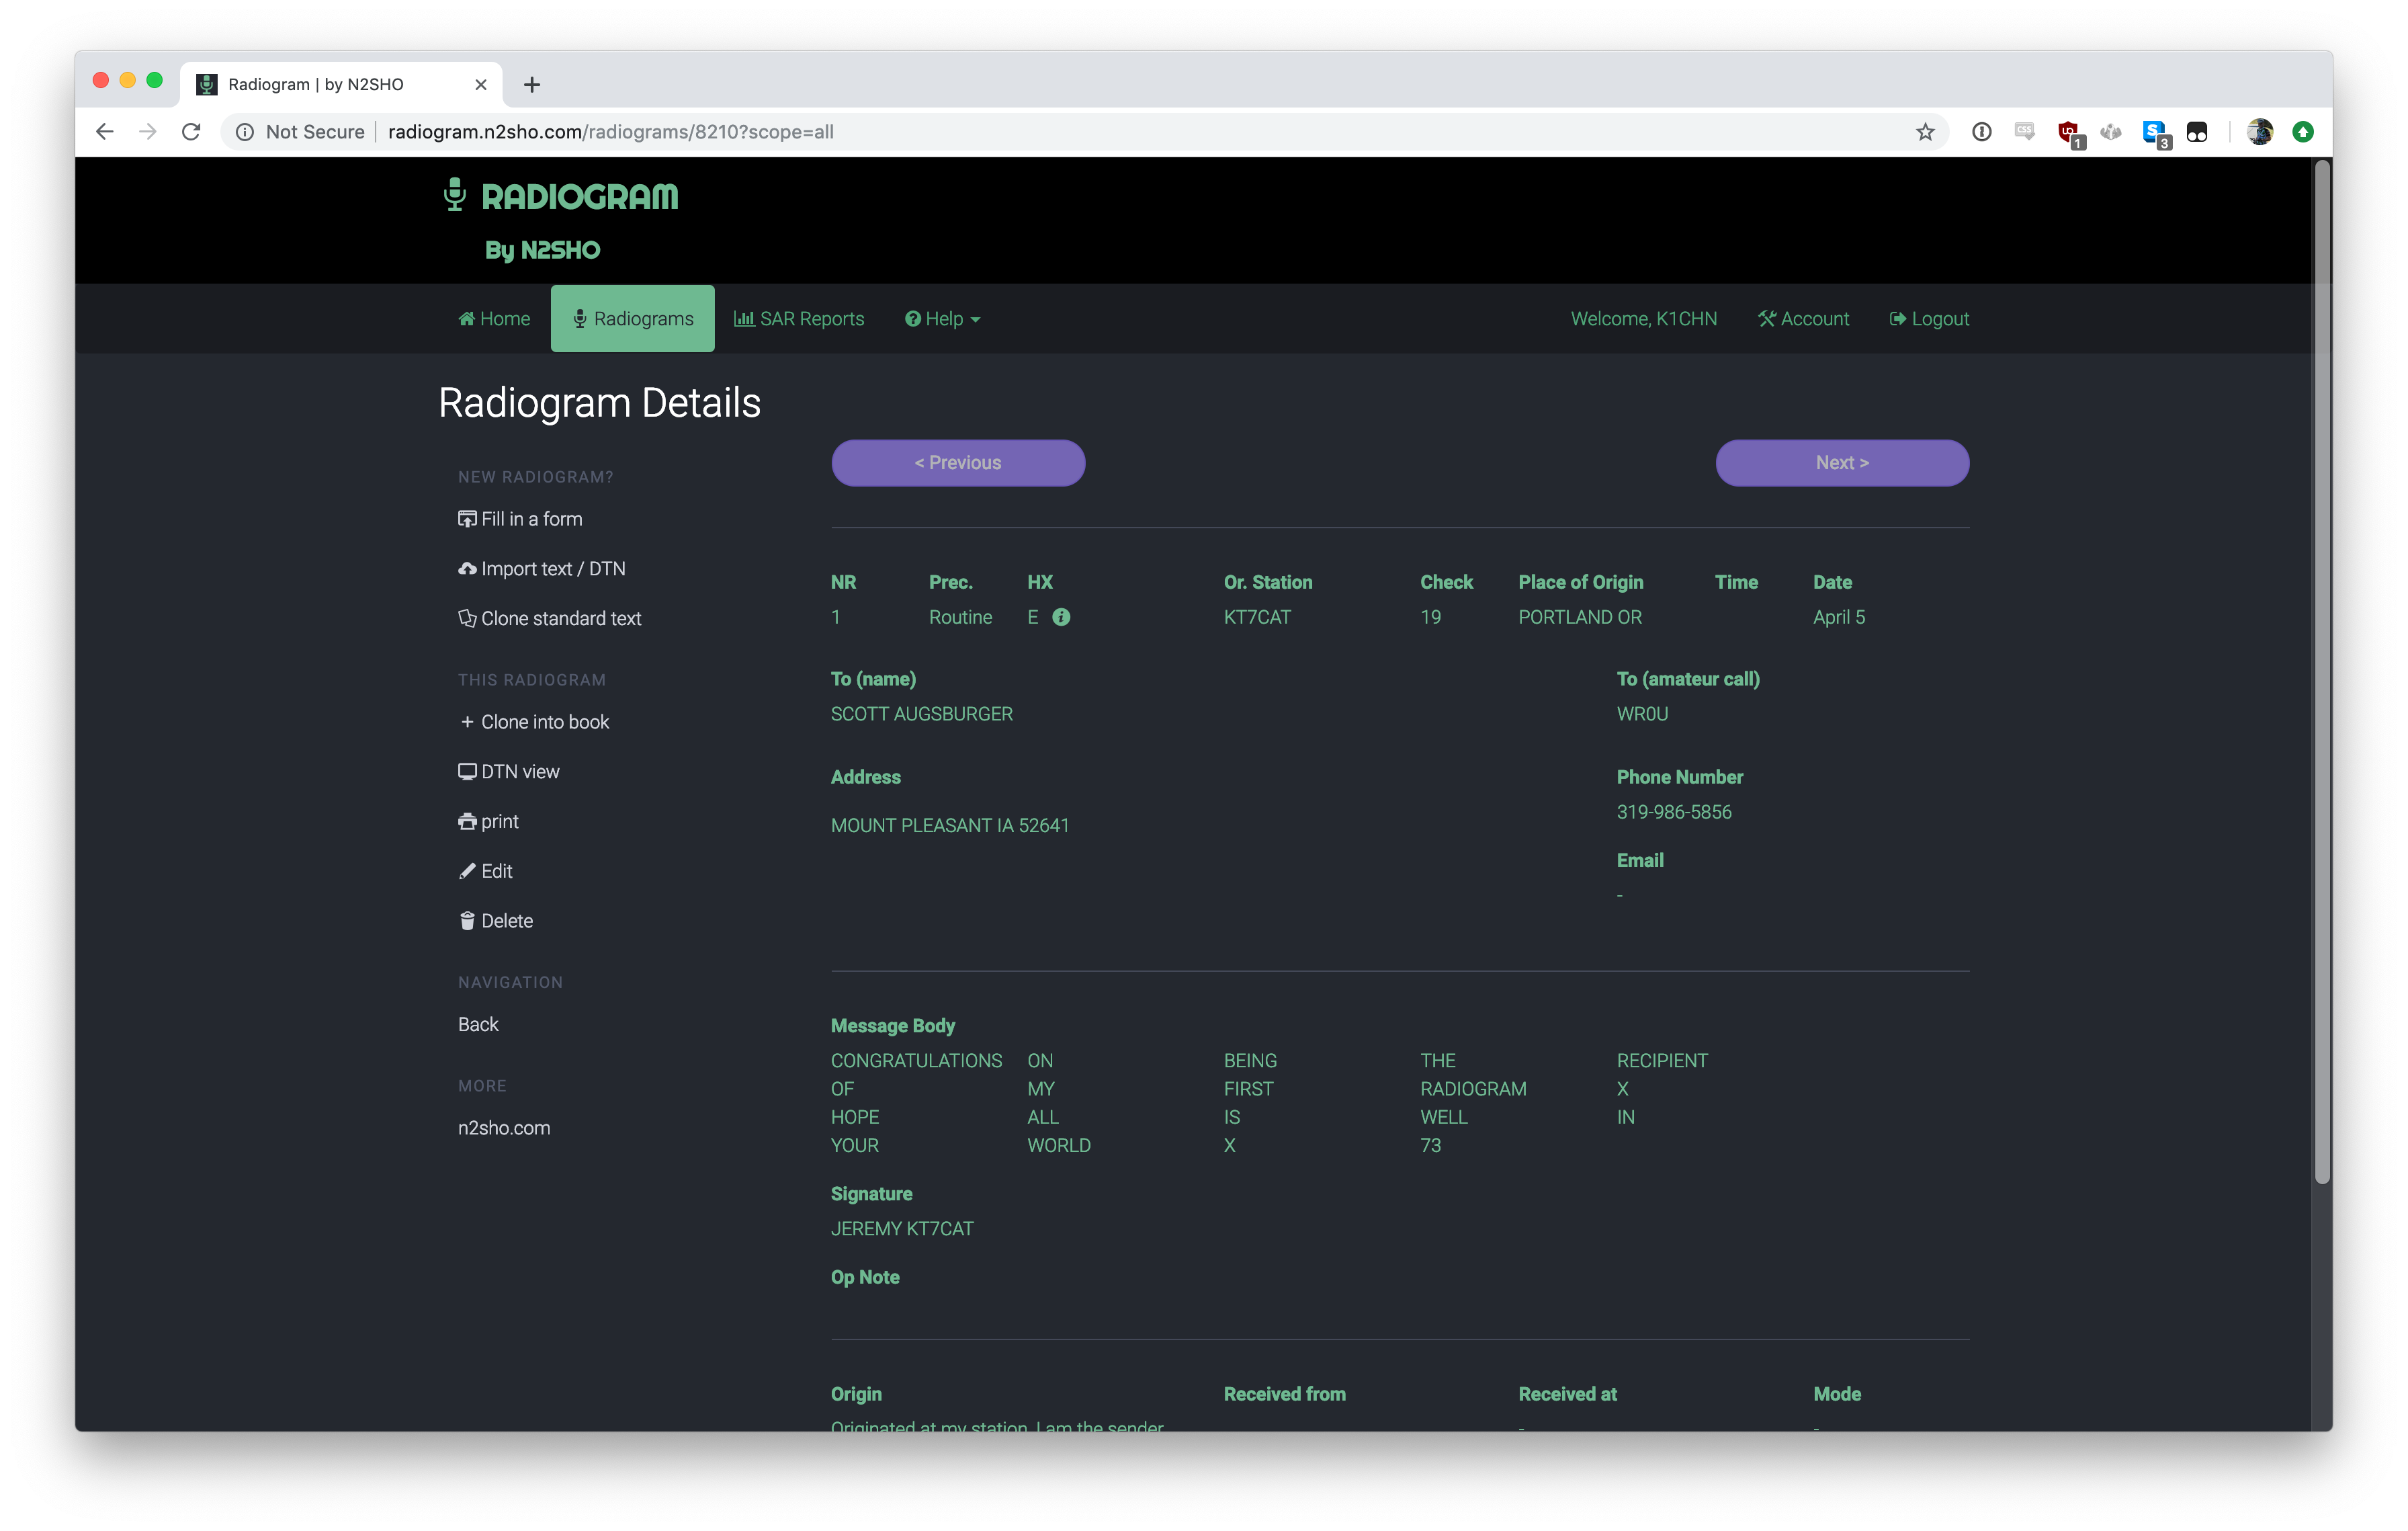 Radiogram | by N2SHO
Not Secure radiogram.n2sho.com/radiograms/8210?scope=all
1
3
RADIOGRAM
By N2SHO
Home Radiograms SAR Reports Help Welcome, K1CHN Account Logout
Radiogram Details
NEW RADIOGRAM?
Fill in a form
Import text / DTN
Clone standard text
THIS RADIOGRAM
+ Clone into book
DTN view
print
Edit
Delete
NAVIGATION
Back
MORE
n2sho.com
< Previous Next >
NR Prec. HX Or. Station Check Place of Origin Time Date
1 Routine E KT7CAT 19 PORTLAND OR April 5
To (name) To (amateur call)
SCOTT AUGSBURGER WR0U
Address Phone Number
MOUNT PLEASANT IA 52641 319-986-5856
Email
-
Message Body
CONGRATULATIONS ON BEING THE RECIPIENT
OF MY FIRST RADIOGRAM X
HOPE ALL IS WELL IN
YOUR WORLD X 73
Signature
JEREMY KT7CAT
Op Note
Origin Received from Received at Mode
Originated at my station, I am the sender - -